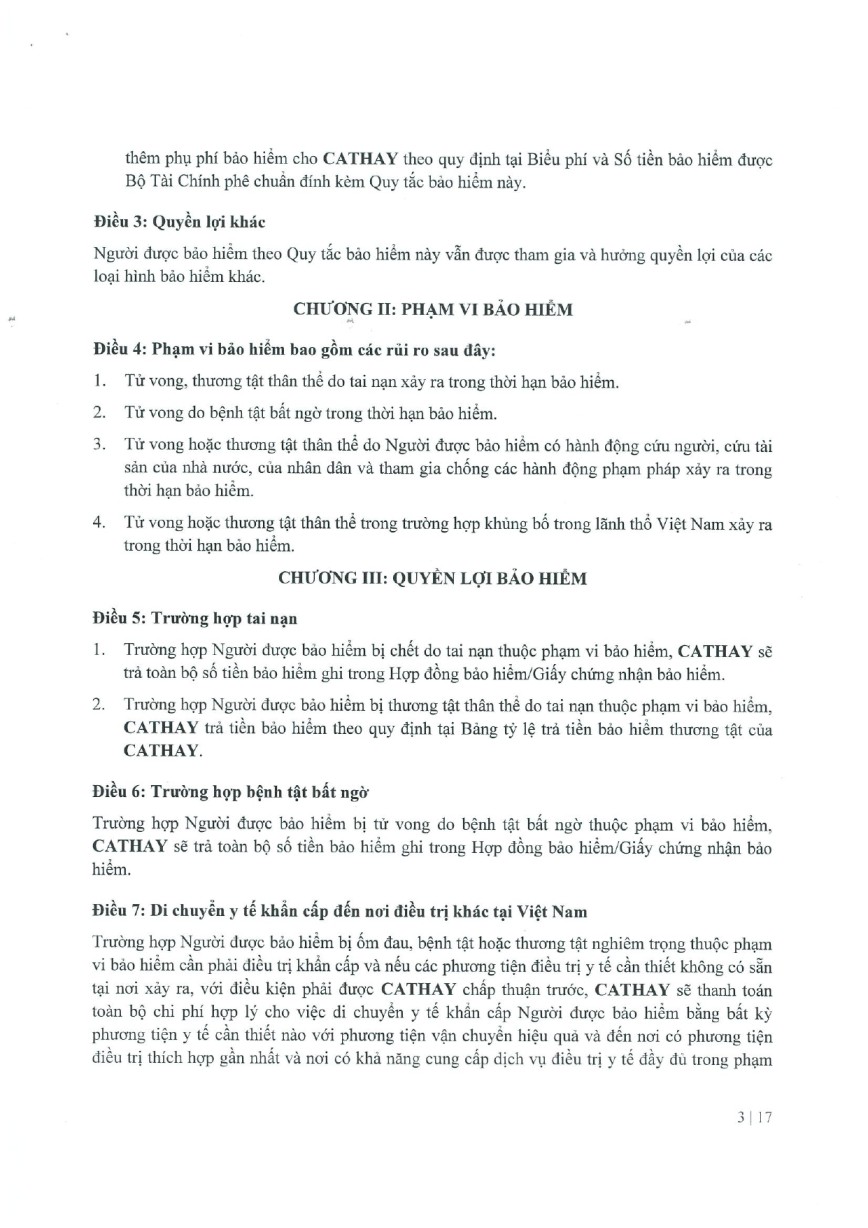 thêm phụ phí bảo hiểm cho CATHAY theo quy định tại Biểu phí và Số tiền bảo hiểm được
Bộ Tài Chính phê chuẩn đính kèm Quy tắc bảo hiểm này.
Điều 3: Quyền lợi khác
Người được bảo hiểm theo Quy tắc bảo hiểm này vẫn được tham gia và hưởng quyền lợi của các
loại hình bảo hiểm khác.
CHƯƠNG II: PHẠM VI BẢO HIỂM
Điều 4: Phạm vi bảo hiểm bao gồm các rủi ro sau đây:
1. Tử vong, thương tật thân thể do tai nạn xảy ra trong thời hạn bảo hiểm.
2. Tử vong do bệnh tật bất ngờ trong thời hạn bảo hiểm.
3. Tử vong hoặc thương tật thân thể do Người được bảo hiểm có hành động cứu người, cứu tài
sản của nhà nước, của nhân dân và tham gia chống các hành động phạm pháp xảy ra trong
thời hạn bảo hiểm.
4. Tử vong hoặc thương tật thân thể trong trường hợp khủng bố trong lãnh thổ Việt Nam xảy ra
trong thời hạn bảo hiểm.
CHƯƠNG III: QUYỀN LỢI BẢO HIỂM
Điều 5: Trường hợp tai nạn
1. Trường hợp Người được bảo hiểm bị chết do tai nạn thuộc phạm vi bảo hiểm, CATHAY sẽ
trả toàn bộ số tiền bảo hiểm ghi trong Hợp đồng bảo hiểm/Giấy chứng nhận bảo hiểm.
2. Trường hợp Người được bảo hiểm bị thương tật thân thể do tai nạn thuộc phạm vi bảo hiểm,
CATHAY trả tiền bảo hiểm theo quy định tại Bảng tỷ lệ trả tiền bảo hiểm thương tật của
CATHAY.
Điều 6: Trường hợp bệnh tật bất ngờ
Trường hợp Người được bảo hiểm bị tử vong do bệnh tật bất ngờ thuộc phạm vi bảo hiểm,
CATHAY sẽ trả toàn bộ số tiền bảo hiểm ghi trong Hợp đồng bảo hiểm/Giấy chứng nhận bảo
hiểm.
Điều 7: Di chuyển y tế khẩn cấp đến nơi điều trị khác tại Việt Nam
Trường hợp Người được bảo hiểm bị ốm đau, bệnh tật hoặc thương tật nghiêm trọng thuộc phạm
vi bảo hiểm cần phải điều trị khẩn cấp và nếu các phương tiện điều trị y tế cần thiết không có sẵn
tại nơi xảy ra, với điều kiện phải được CATHAY chấp thuận trước, CATHAY sẽ thanh toán
toàn bộ chi phí hợp lý cho việc di chuyển y tế khẩn cấp Người được bảo hiểm bằng bất kỳ
phương tiện y tế cần thiết nào với phương tiện vận chuyển hiệu quả và đến nơi có phương tiện
điều trị thích hợp gần nhất và nơi có khả năng cung cấp dịch vụ điều trị y tế đầy đủ trong phạm
3 | 17